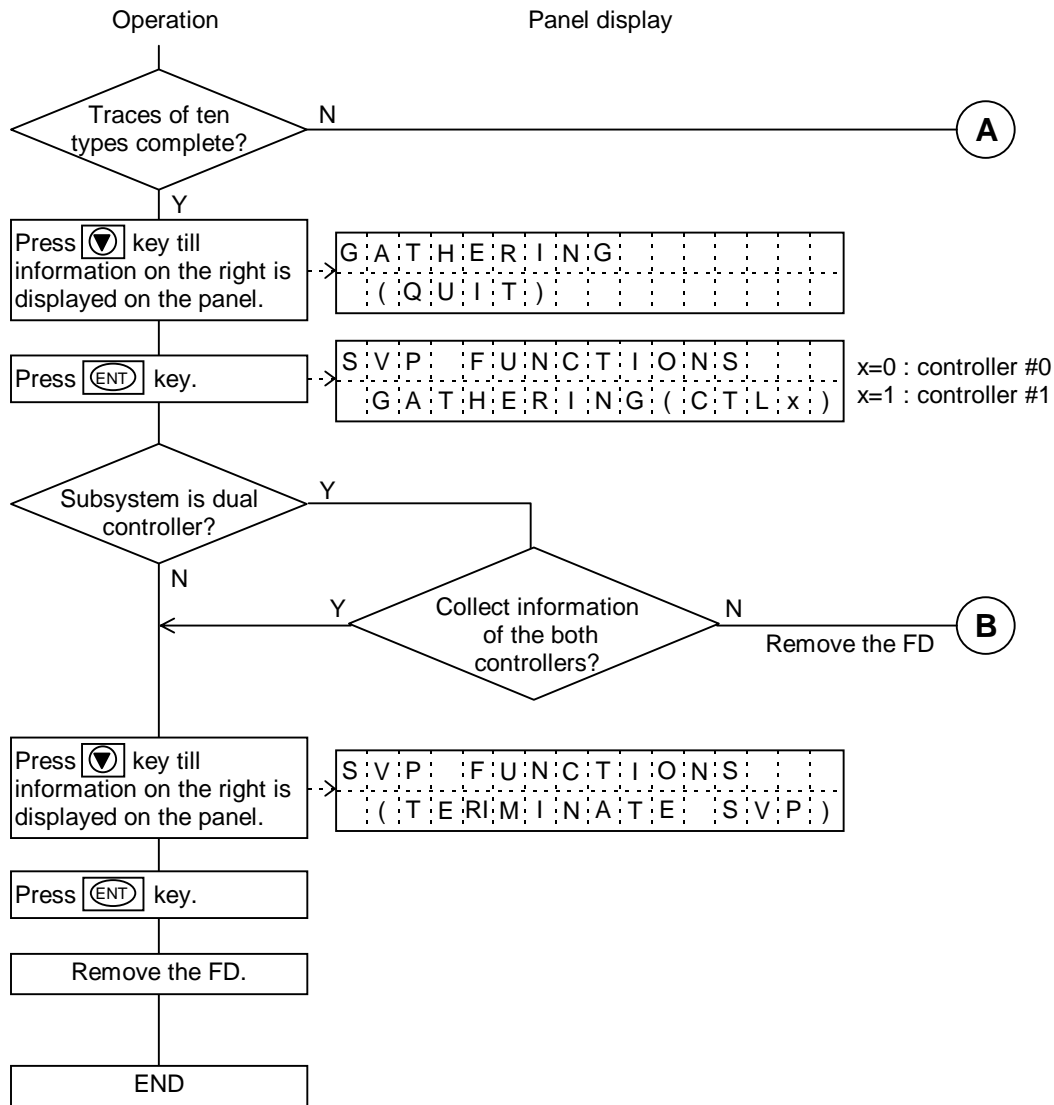 Operation
Panel display
Traces of ten
types complete?
N
A
Y
Press ▼ key till
information on the right is
displayed on the panel.
GATHERING
(QUIT)
Press ENT key.
SVP FUNCTIONS
GATHERING(CTLx)
x=0 : controller #0
x=1 : controller #1
Subsystem is dual
controller?
Y
N
Y
Collect information
of the both
controllers?
N
Remove the FD
B
Press ▼ key till
information on the right is
displayed on the panel.
SVP FUNCTIONS
(TERIMINATE SVP)
Press ENT key.
Remove the FD.
END